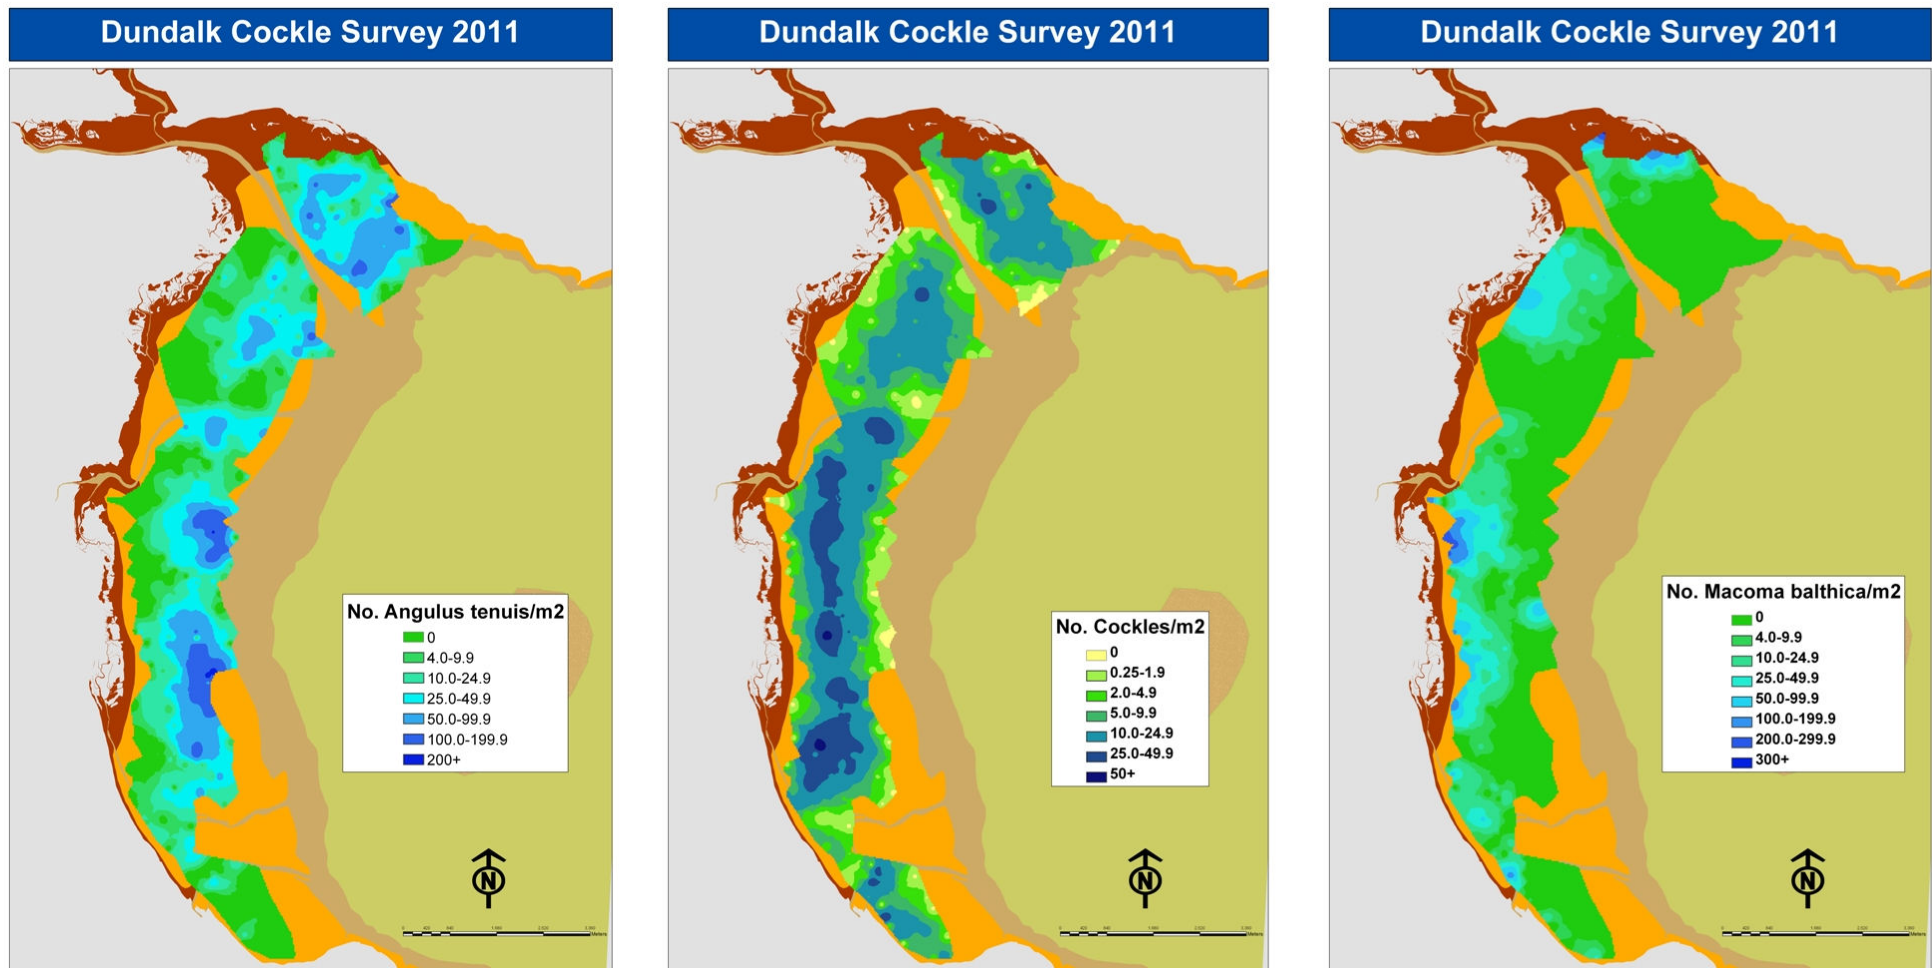 Dundalk Cockle Survey 2011
No. Angulus tenuis/m2
0
4.0-9.9
10.0-24.9
25.0-49.9
50.0-99.9
100.0-199.9
200+
N
Meters
Dundalk Cockle Survey 2011
No. Cockles/m2
0
0.25-1.9
2.0-4.9
5.0-9.9
10.0-24.9
25.0-49.9
50+
N
Meters
Dundalk Cockle Survey 2011
No. Macoma balthica/m2
0
4.0-9.9
10.0-24.9
25.0-49.9
50.0-99.9
100.0-199.9
200.0-299.9
300+
N
Meters